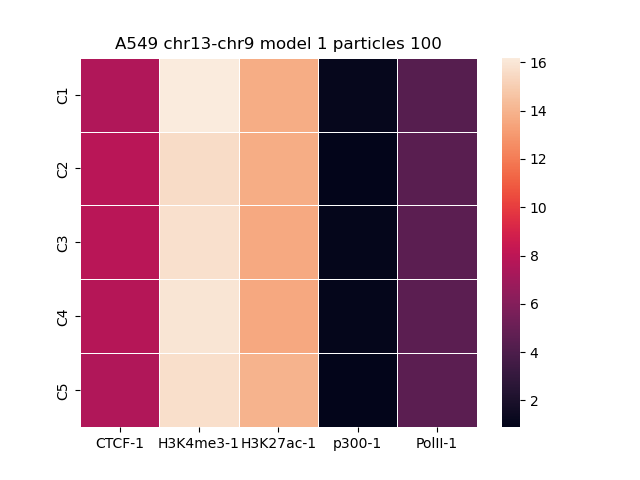 A549 chr13-chr9 model 1 particles 100
C1
C2
C3
C4
C5
CTCF-1 H3K4me3-1 H3K27ac-1 p300-1 PolII-1
16
14
12
10
8
6
4
2